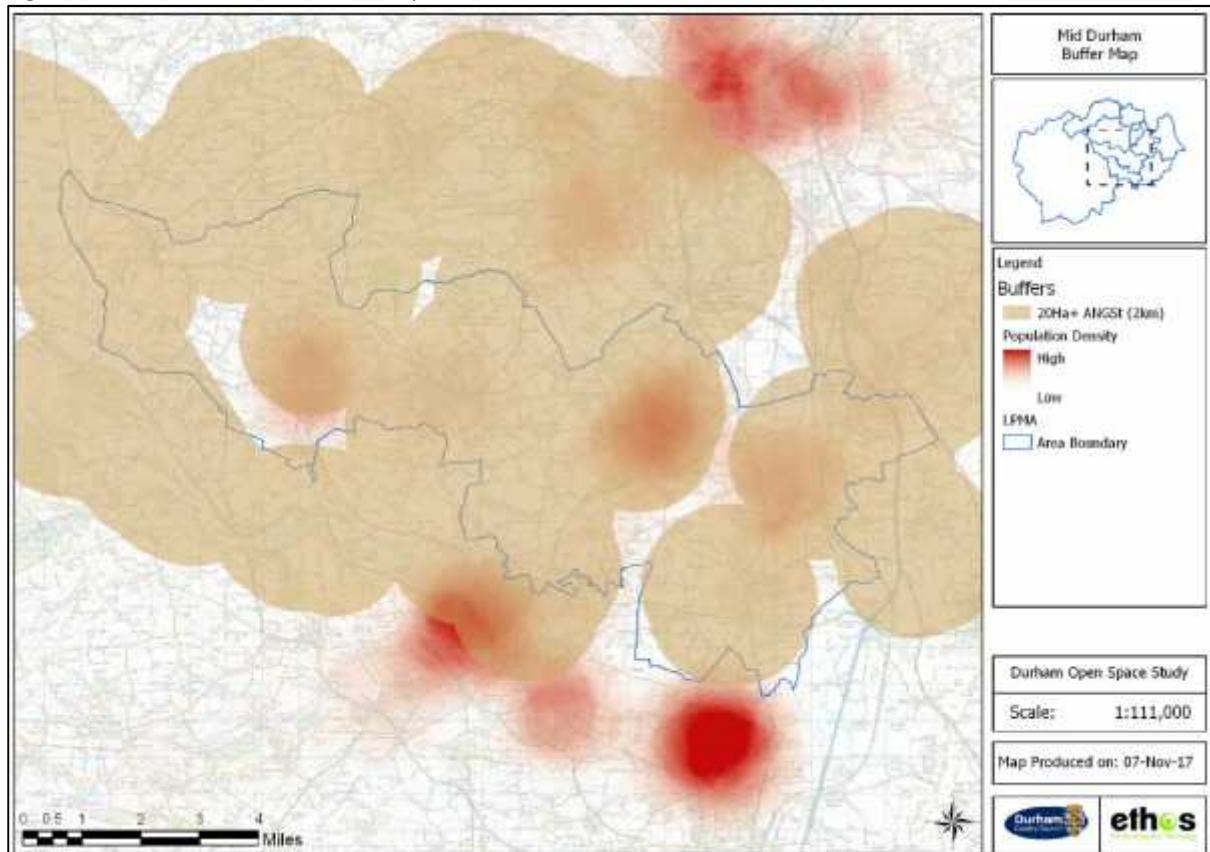 Mid Durham
Buffer Map
Legend
Buffers
20Ha+ ANGSt (2km)
Population Density
High
Low
LPMA
Area Boundary
Durham Open Space Study
Scale: 1:111,000
Map Produced on: 07-Nov-17
Durham
ethos
0 0.5 1 2 3 4
Miles